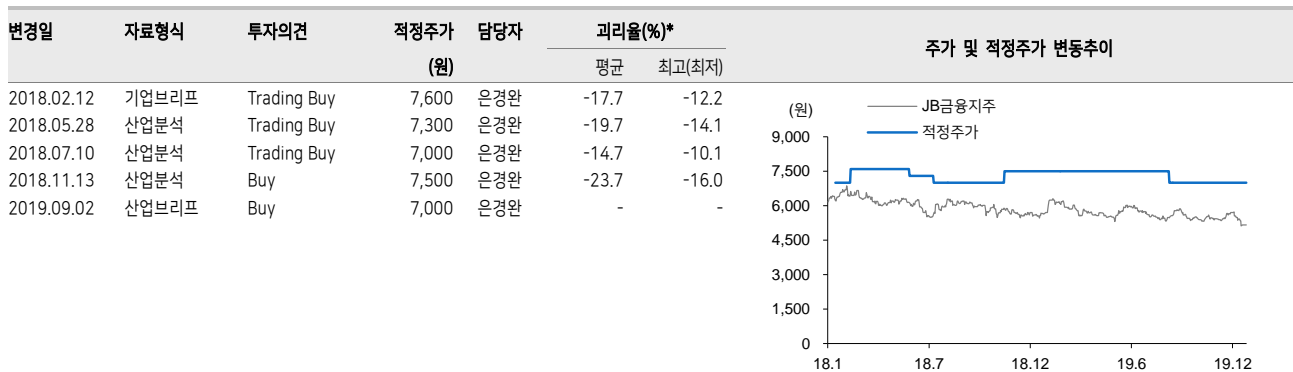 변경일 자료형식 투자의견 적정주가 담당자 괴리율(%)* 주가 및 적정주가 변동추이
(원) 평균 최고(최저)
2018.02.12 기업브리프 Trading Buy 7,600 은경완 -17.7 -12.2
2018.05.28 산업분석 Trading Buy 7,300 은경완 -19.7 -14.1
2018.07.10 산업분석 Trading Buy 7,000 은경완 -14.7 -10.1
2018.11.13 산업분석 Buy 7,500 은경완 -23.7 -16.0
2019.09.02 산업브리프 Buy 7,000 은경완 - -
(원)
JB금융지주
적정주가
9,000
7,500
6,000
4,500
3,000
1,500
0
18.1 18.7 18.12 19.6 19.12